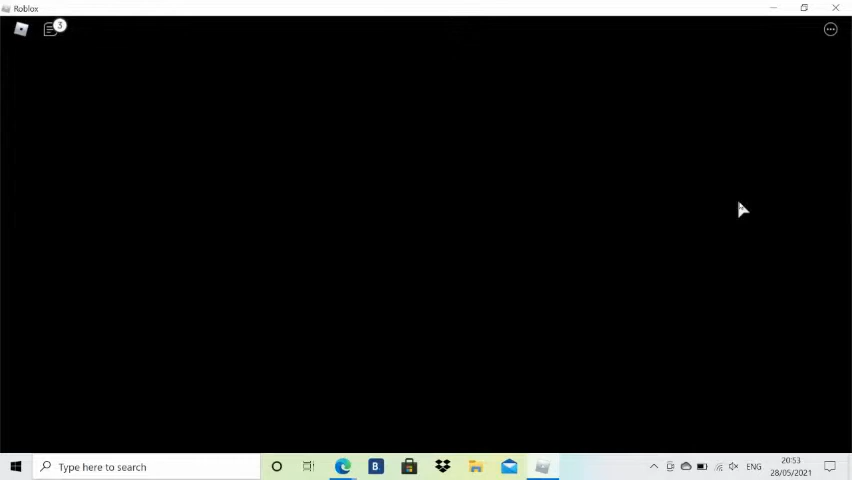 Roblox
3
Type here to search
B.
ENG
20:53
28/05/2021